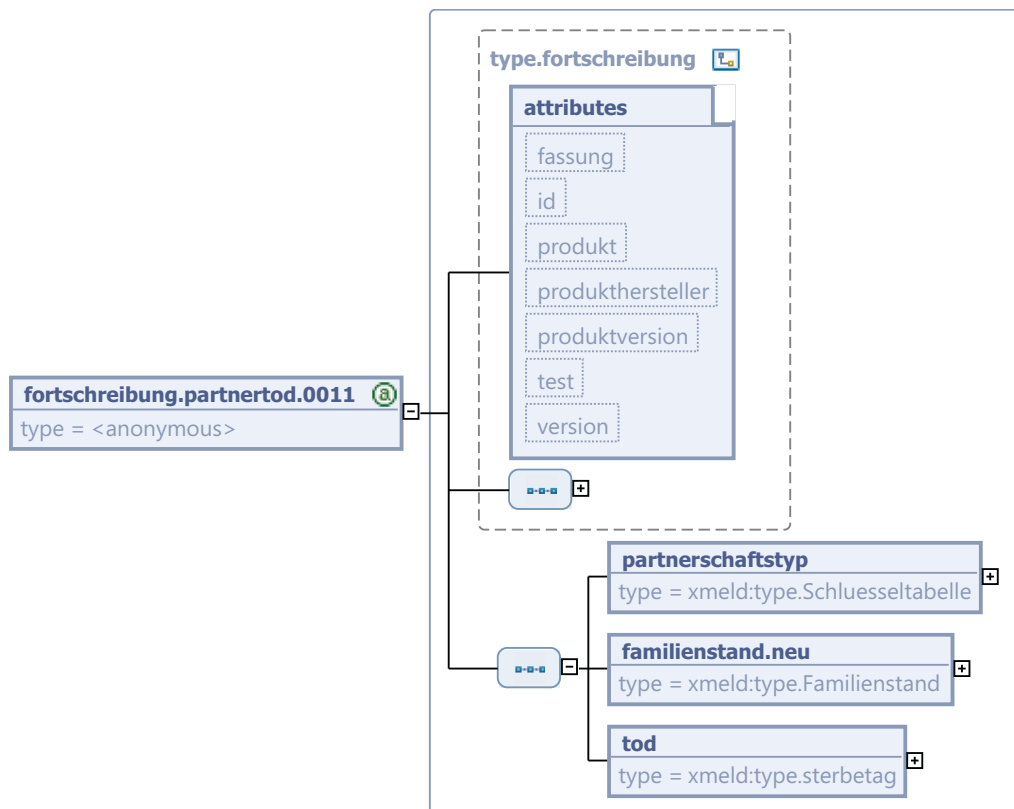 type.fortschreibung
attributes
fassung
id
produkt
produkthersteller
produktversion
test
version
fortschreibung.partnertod.0011 @
type = <anonymous>
partnerschaftstyp
type = xmeld:type.Schluesseltabelle
familienstand.neu
type = xmeld:type.Familienstand
tod
type = xmeld:type.sterbetag